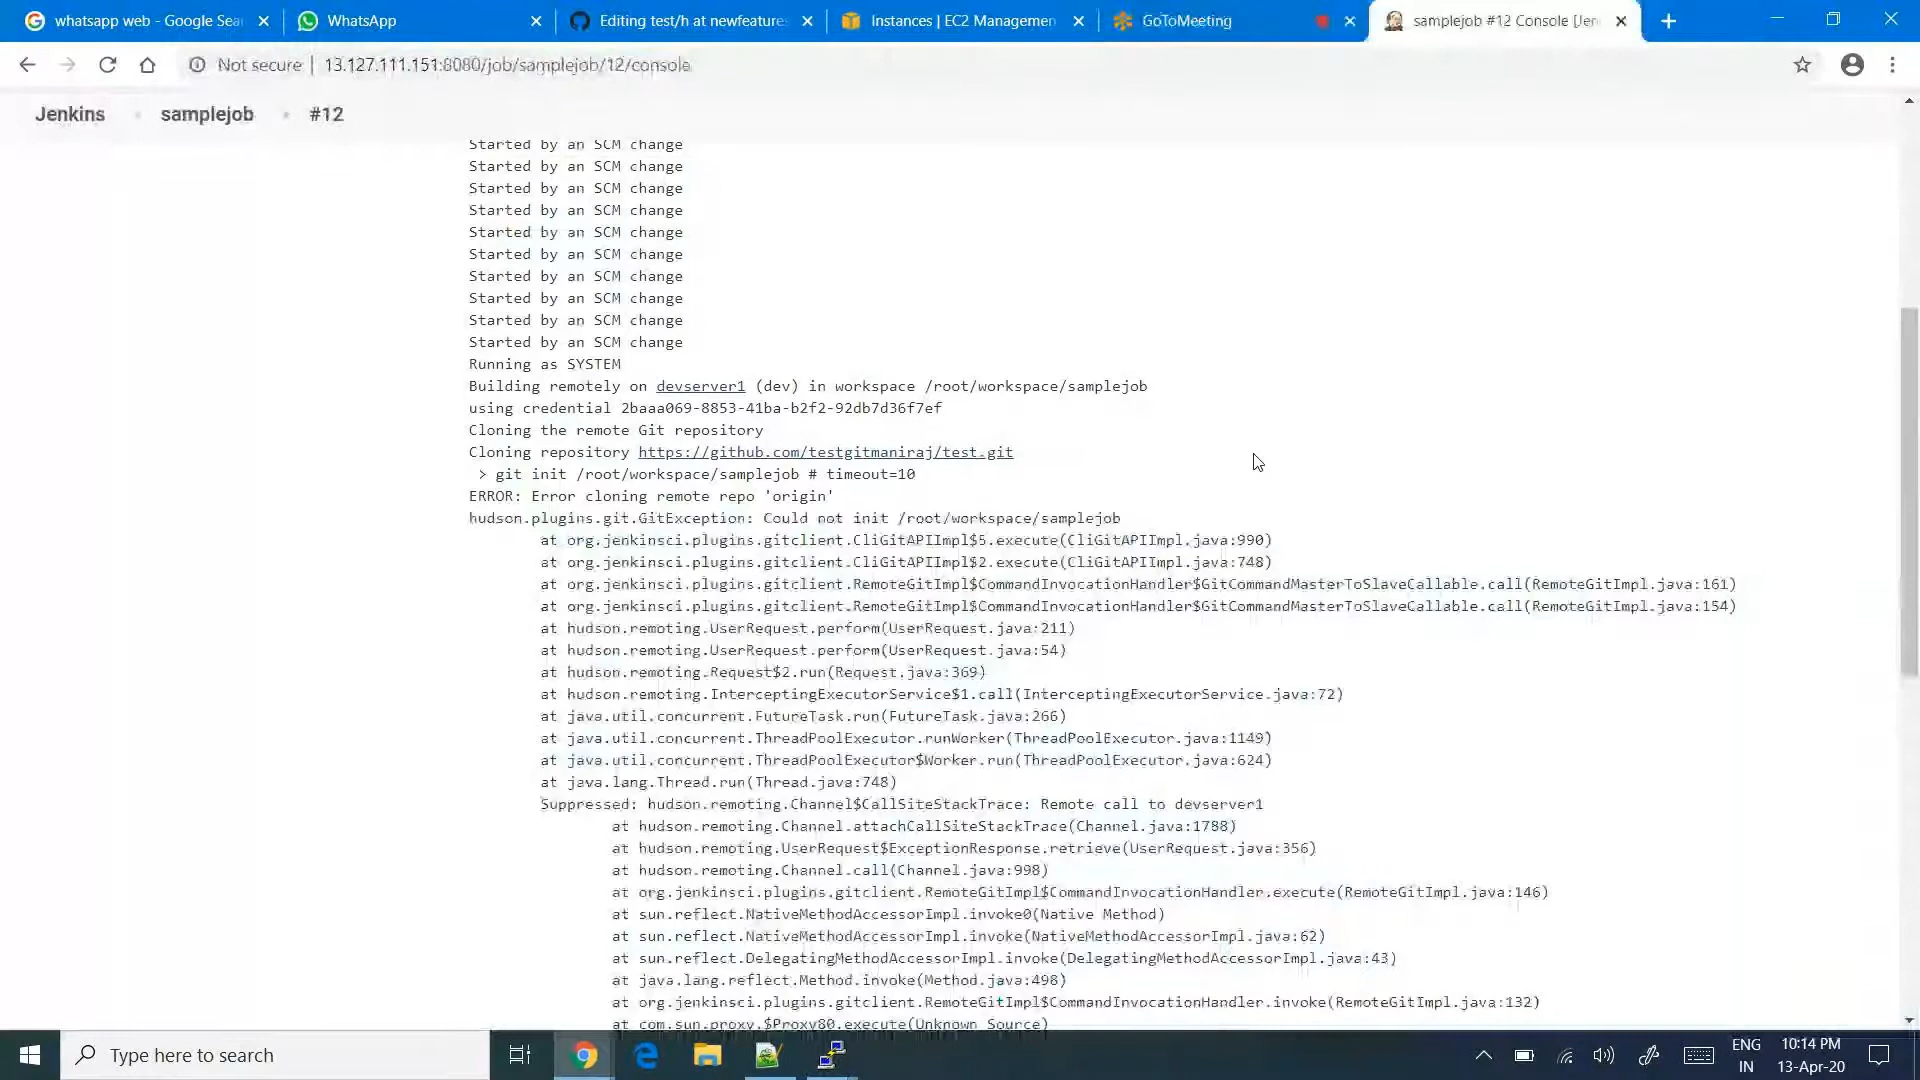 whatsapp web - Google Sea
WhatsApp
Editing test/h at newfeatures
Instances | EC2 Managemen
GoToMeeting
samplejob #12 Console [Jen
Not secure | 13.127.111.151:8080/job/samplejob/12/console
Jenkins samplejob #12
Started by an SCM change
Started by an SCM change
Started by an SCM change
Started by an SCM change
Started by an SCM change
Started by an SCM change
Started by an SCM change
Started by an SCM change
Started by an SCM change
Started by an SCM change
Running as SYSTEM
Building remotely on devserver1 (dev) in workspace /root/workspace/samplejob
using credential 2baaa069-8853-41ba-b2f2-92db7d36f7ef
Cloning the remote Git repository
Cloning repository https://github.com/testgitmaniraj/test.git
> git init /root/workspace/samplejob # timeout=10
ERROR: Error cloning remote repo 'origin'
hudson.plugins.git.GitException: Could not init /root/workspace/samplejob
at org.jenkinsci.plugins.gitclient.CliGitAPIImpl$5.execute(CliGitAPIImpl.java:990)
at org.jenkinsci.plugins.gitclient.CliGitAPIImpl$2.execute(CliGitAPIImpl.java:748)
at org.jenkinsci.plugins.gitclient.RemoteGitImpl$CommandInvocationHandler$GitCommandMasterToSlaveCallable.call(RemoteGitImpl.java:161)
at org.jenkinsci.plugins.gitclient.RemoteGitImpl$CommandInvocationHandler$GitCommandMasterToSlaveCallable.call(RemoteGitImpl.java:154)
at hudson.remoting.UserRequest.perform(UserRequest.java:211)
at hudson.remoting.UserRequest.perform(UserRequest.java:54)
at hudson.remoting.Request$2.run(Request.java:369)
at hudson.remoting.InterceptingExecutorService$1.call(InterceptingExecutorService.java:72)
at java.util.concurrent.FutureTask.run(FutureTask.java:266)
at java.util.concurrent.ThreadPoolExecutor.runWorker(ThreadPoolExecutor.java:1149)
at java.util.concurrent.ThreadPoolExecutor$Worker.run(ThreadPoolExecutor.java:624)
at java.lang.Thread.run(Thread.java:748)
Suppressed: hudson.remoting.Channel$CallSiteStackTrace: Remote call to devserver1
at hudson.remoting.Channel.attachCallSiteStackTrace(Channel.java:1788)
at hudson.remoting.UserRequest$ExceptionResponse.retrieve(UserRequest.java:356)
at hudson.remoting.Channel.call(Channel.java:998)
at org.jenkinsci.plugins.gitclient.RemoteGitImpl$CommandInvocationHandler.execute(RemoteGitImpl.java:146)
at sun.reflect.NativeMethodAccessorImpl.invoke0(Native Method)
at sun.reflect.NativeMethodAccessorImpl.invoke(NativeMethodAccessorImpl.java:62)
at sun.reflect.DelegatingMethodAccessorImpl.invoke(DelegatingMethodAccessorImpl.java:43)
at java.lang.reflect.Method.invoke(Method.java:498)
at org.jenkinsci.plugins.gitclient.RemoteGitImpl$CommandInvocationHandler.invoke(RemoteGitImpl.java:132)
at com.sun.proxy.$Proxy80.execute(Unknown Source)
Type here to search
ENG
IN
10:14 PM
13-Apr-20